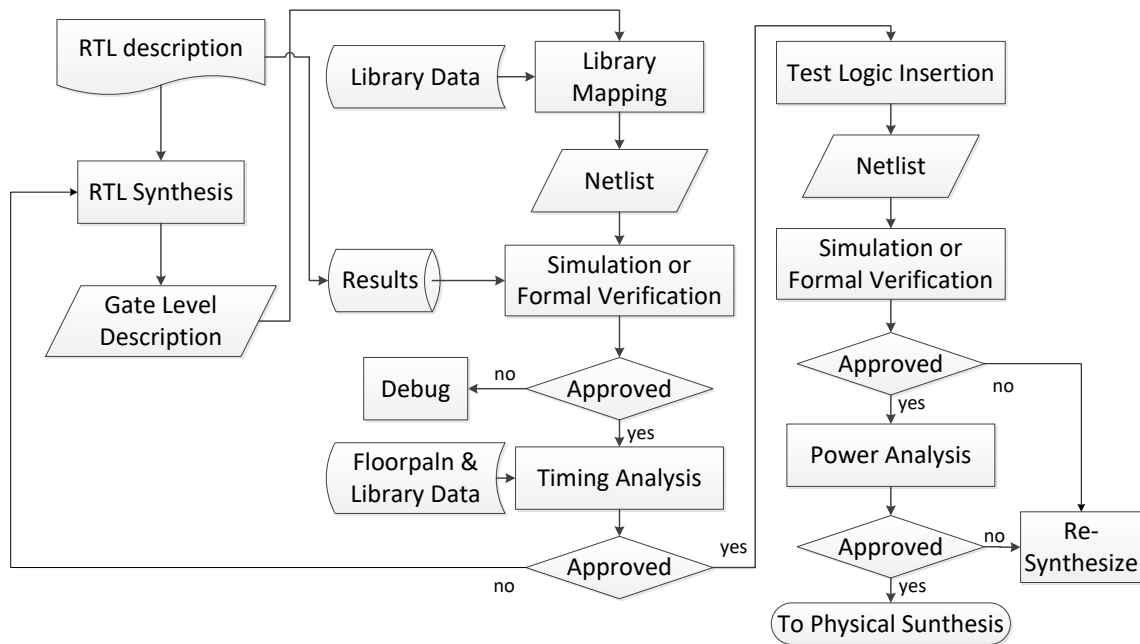 RTL description
RTL Synthesis
Gate Level
Description
Library Data
Library
Mapping
Netlist
Results
Simulation or
Formal Verification
Approved
no
Debug
yes
Floorpaln &
Library Data
Timing Analysis
Approved
no
yes
Test Logic Insertion
Netlist
Simulation or
Formal Verification
Approved
no
yes
Power Analysis
Approved
no
Re-
Synthesize
yes
To Physical Sunthesis